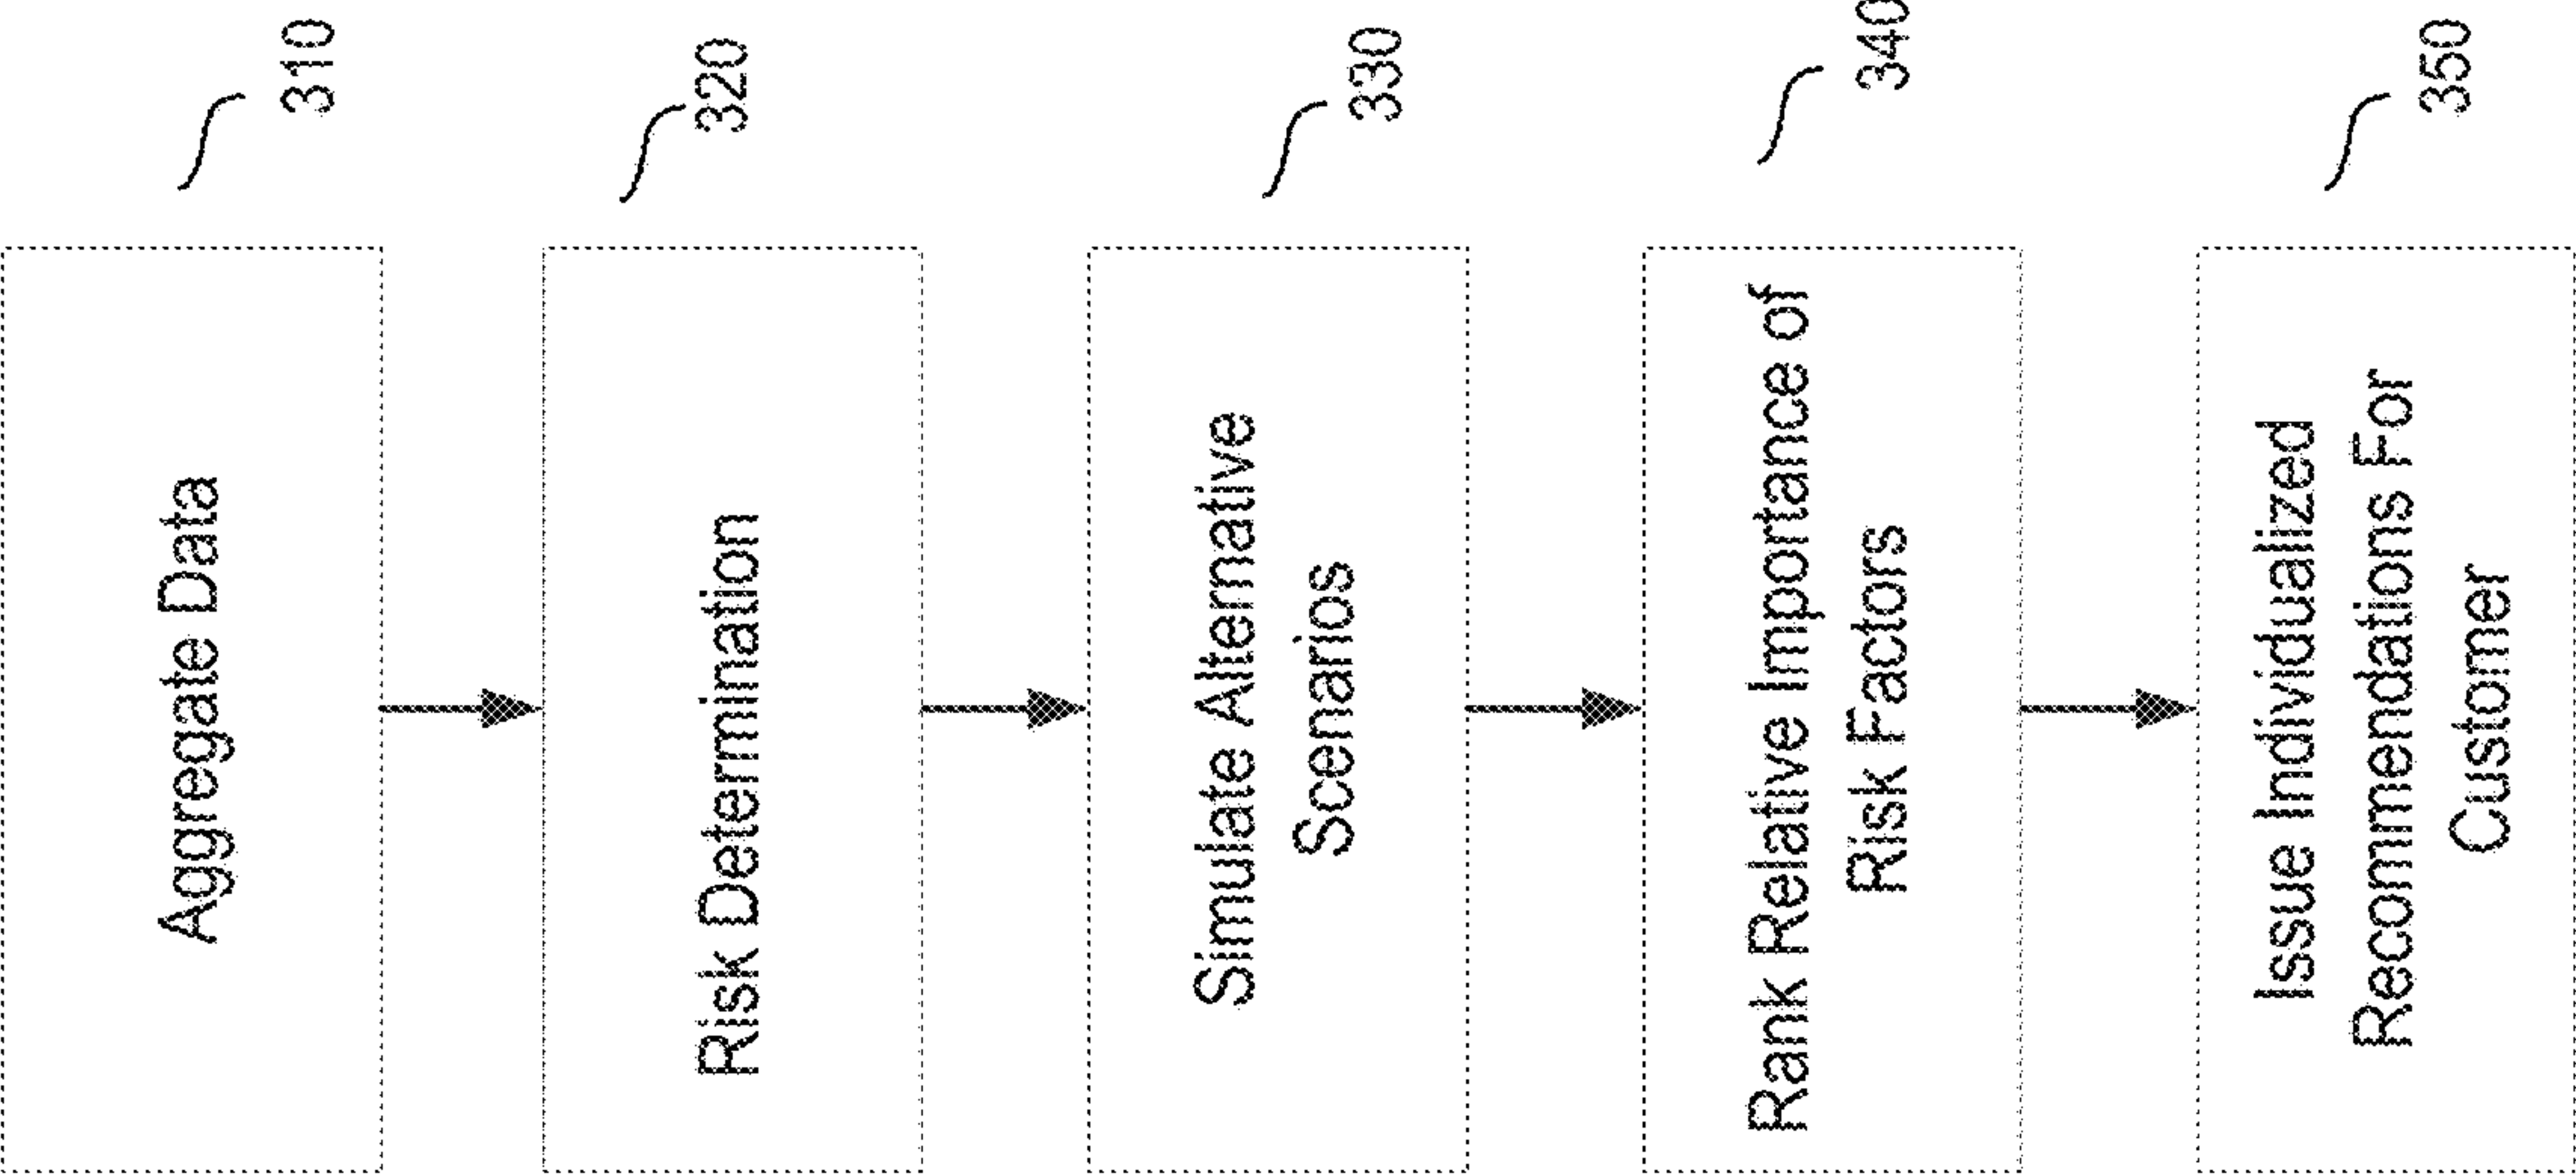 Aggregate Data
310
Risk Determination
320
Simulate Alternative
Scenarios
330
Rank Relative Importance of
Risk Factors
340
Issue Individualized
Recommendations For
Customer
350